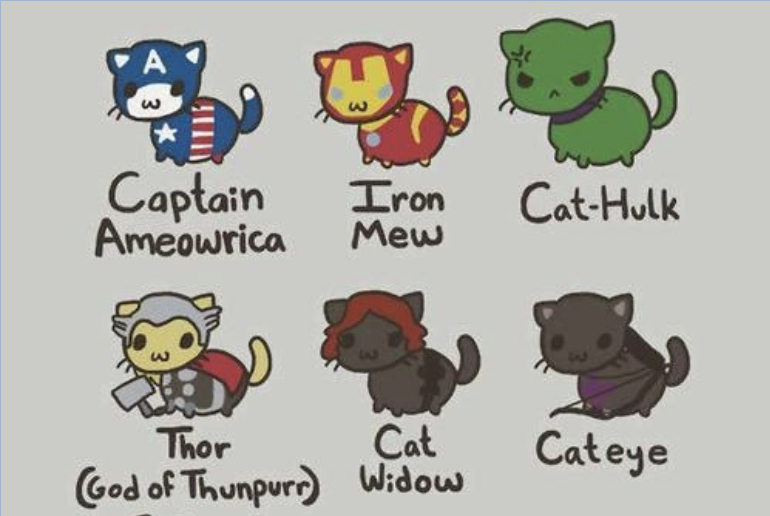 A
Captain
Ameowrica
Iron
Mew
Cat-Hulk
Thor
(God of Thunpurr)
Cat
Widow
Cateye